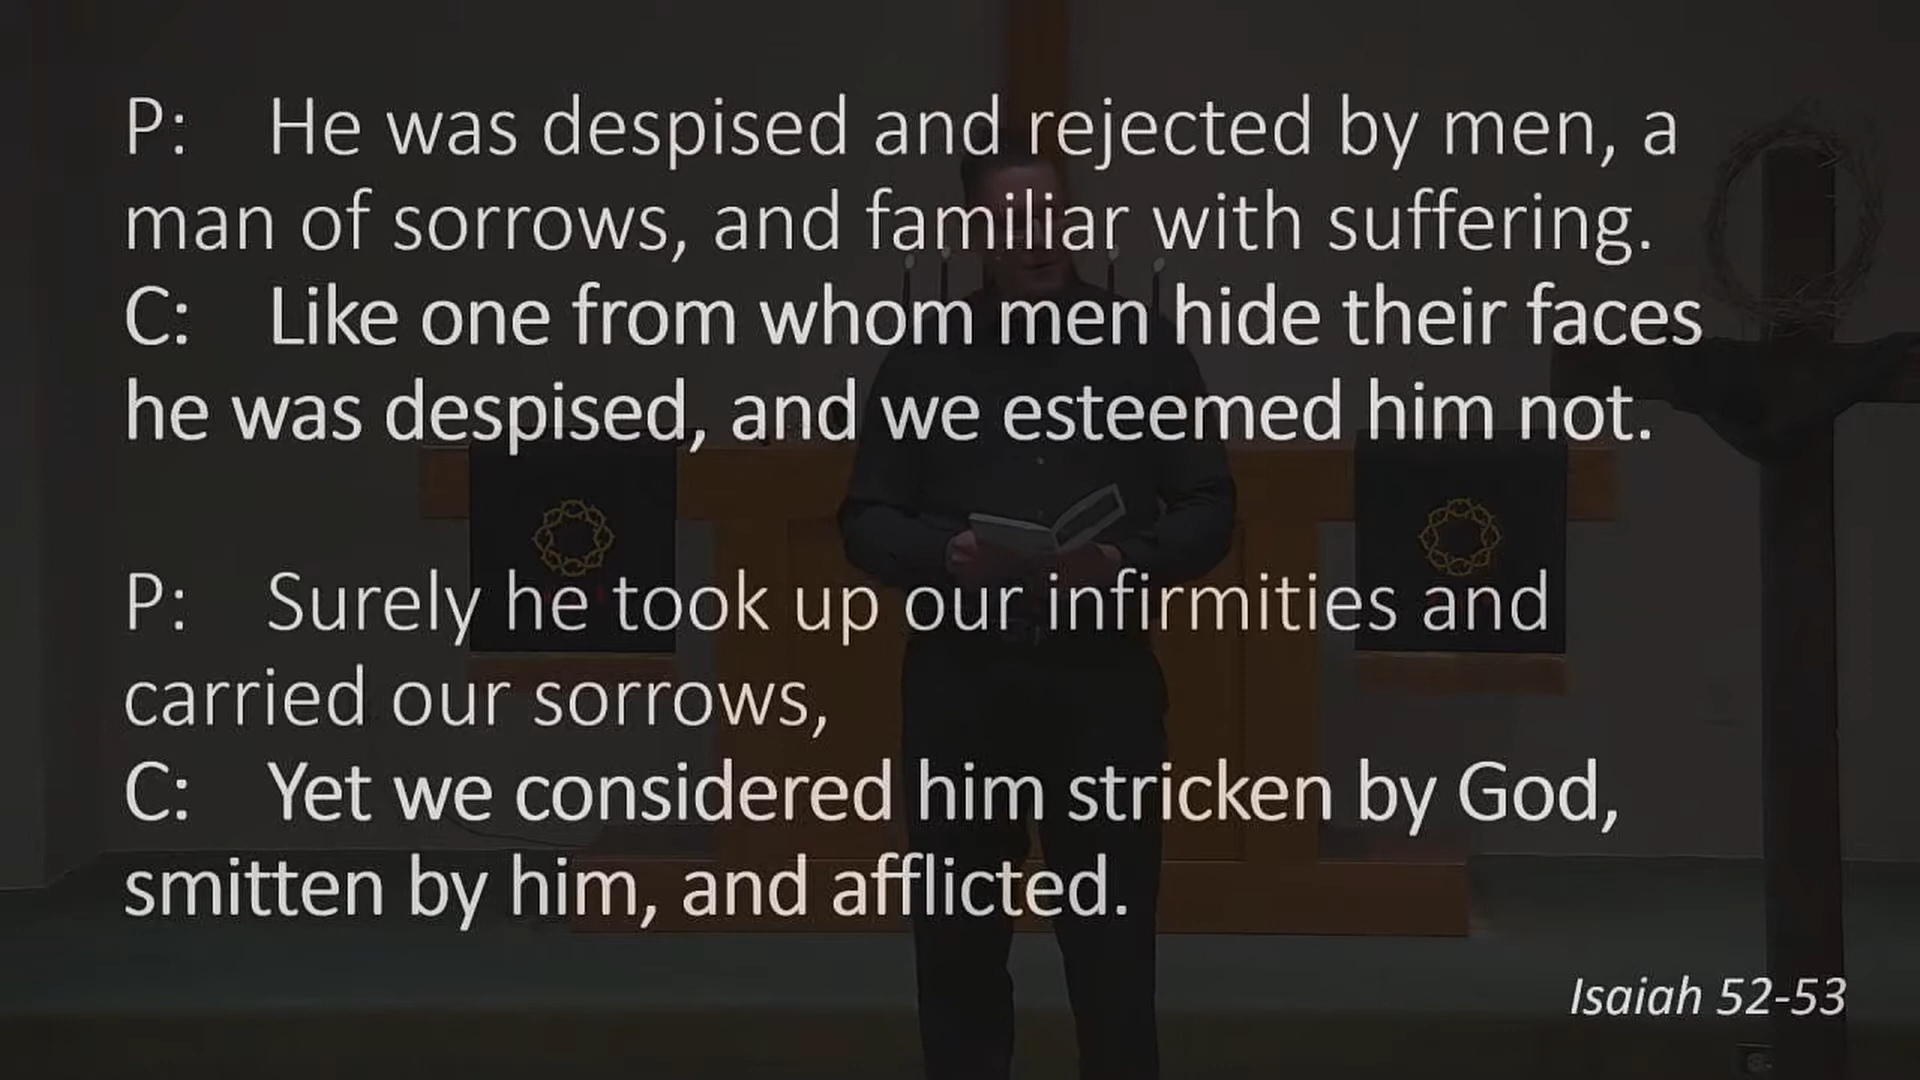 P: He was despised and rejected by men, a
man of sorrows, and familiar with suffering.
C: Like one from whom men hide their faces
he was despised, and we esteemed him not.
P: Surely he took up our infirmities and
carried our sorrows,
C: Yet we considered him stricken by God,
smitten by him, and afflicted.
Isaiah 52-53